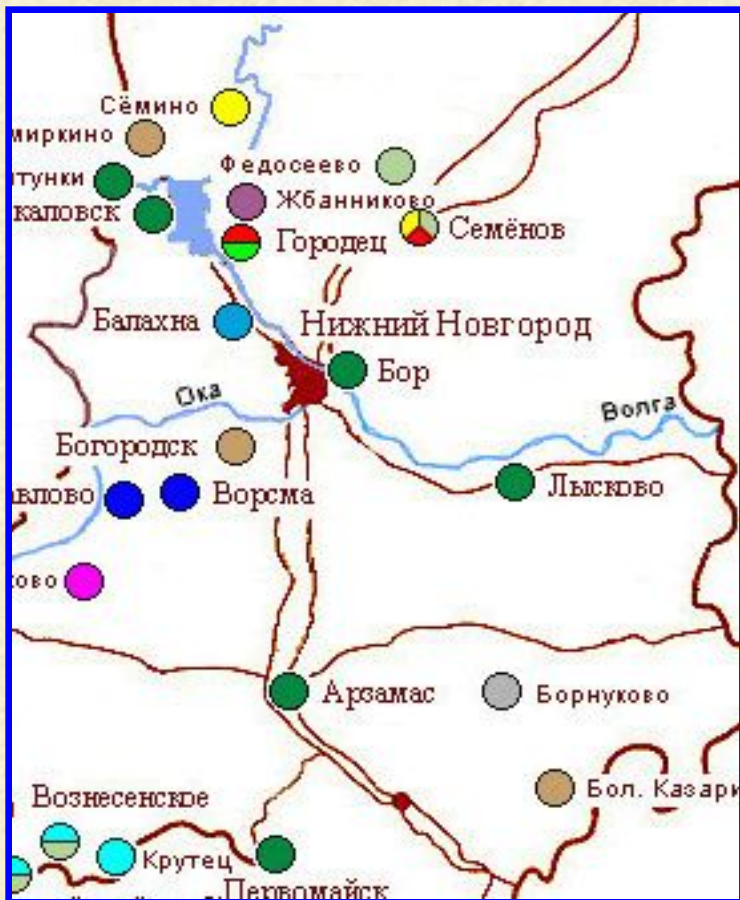 Сёмино
миркино
Федосеево
тунки
Жбанниково
каловск
Семёнов
Городец
Балахна
Нижний Новгород
Бор
Ока
Волга
Богородск
Лысково
авлово
Ворсма
ово
Арзамас
Борнуково
Бол. Казари
Вознесенское
Крутец
Первомайск